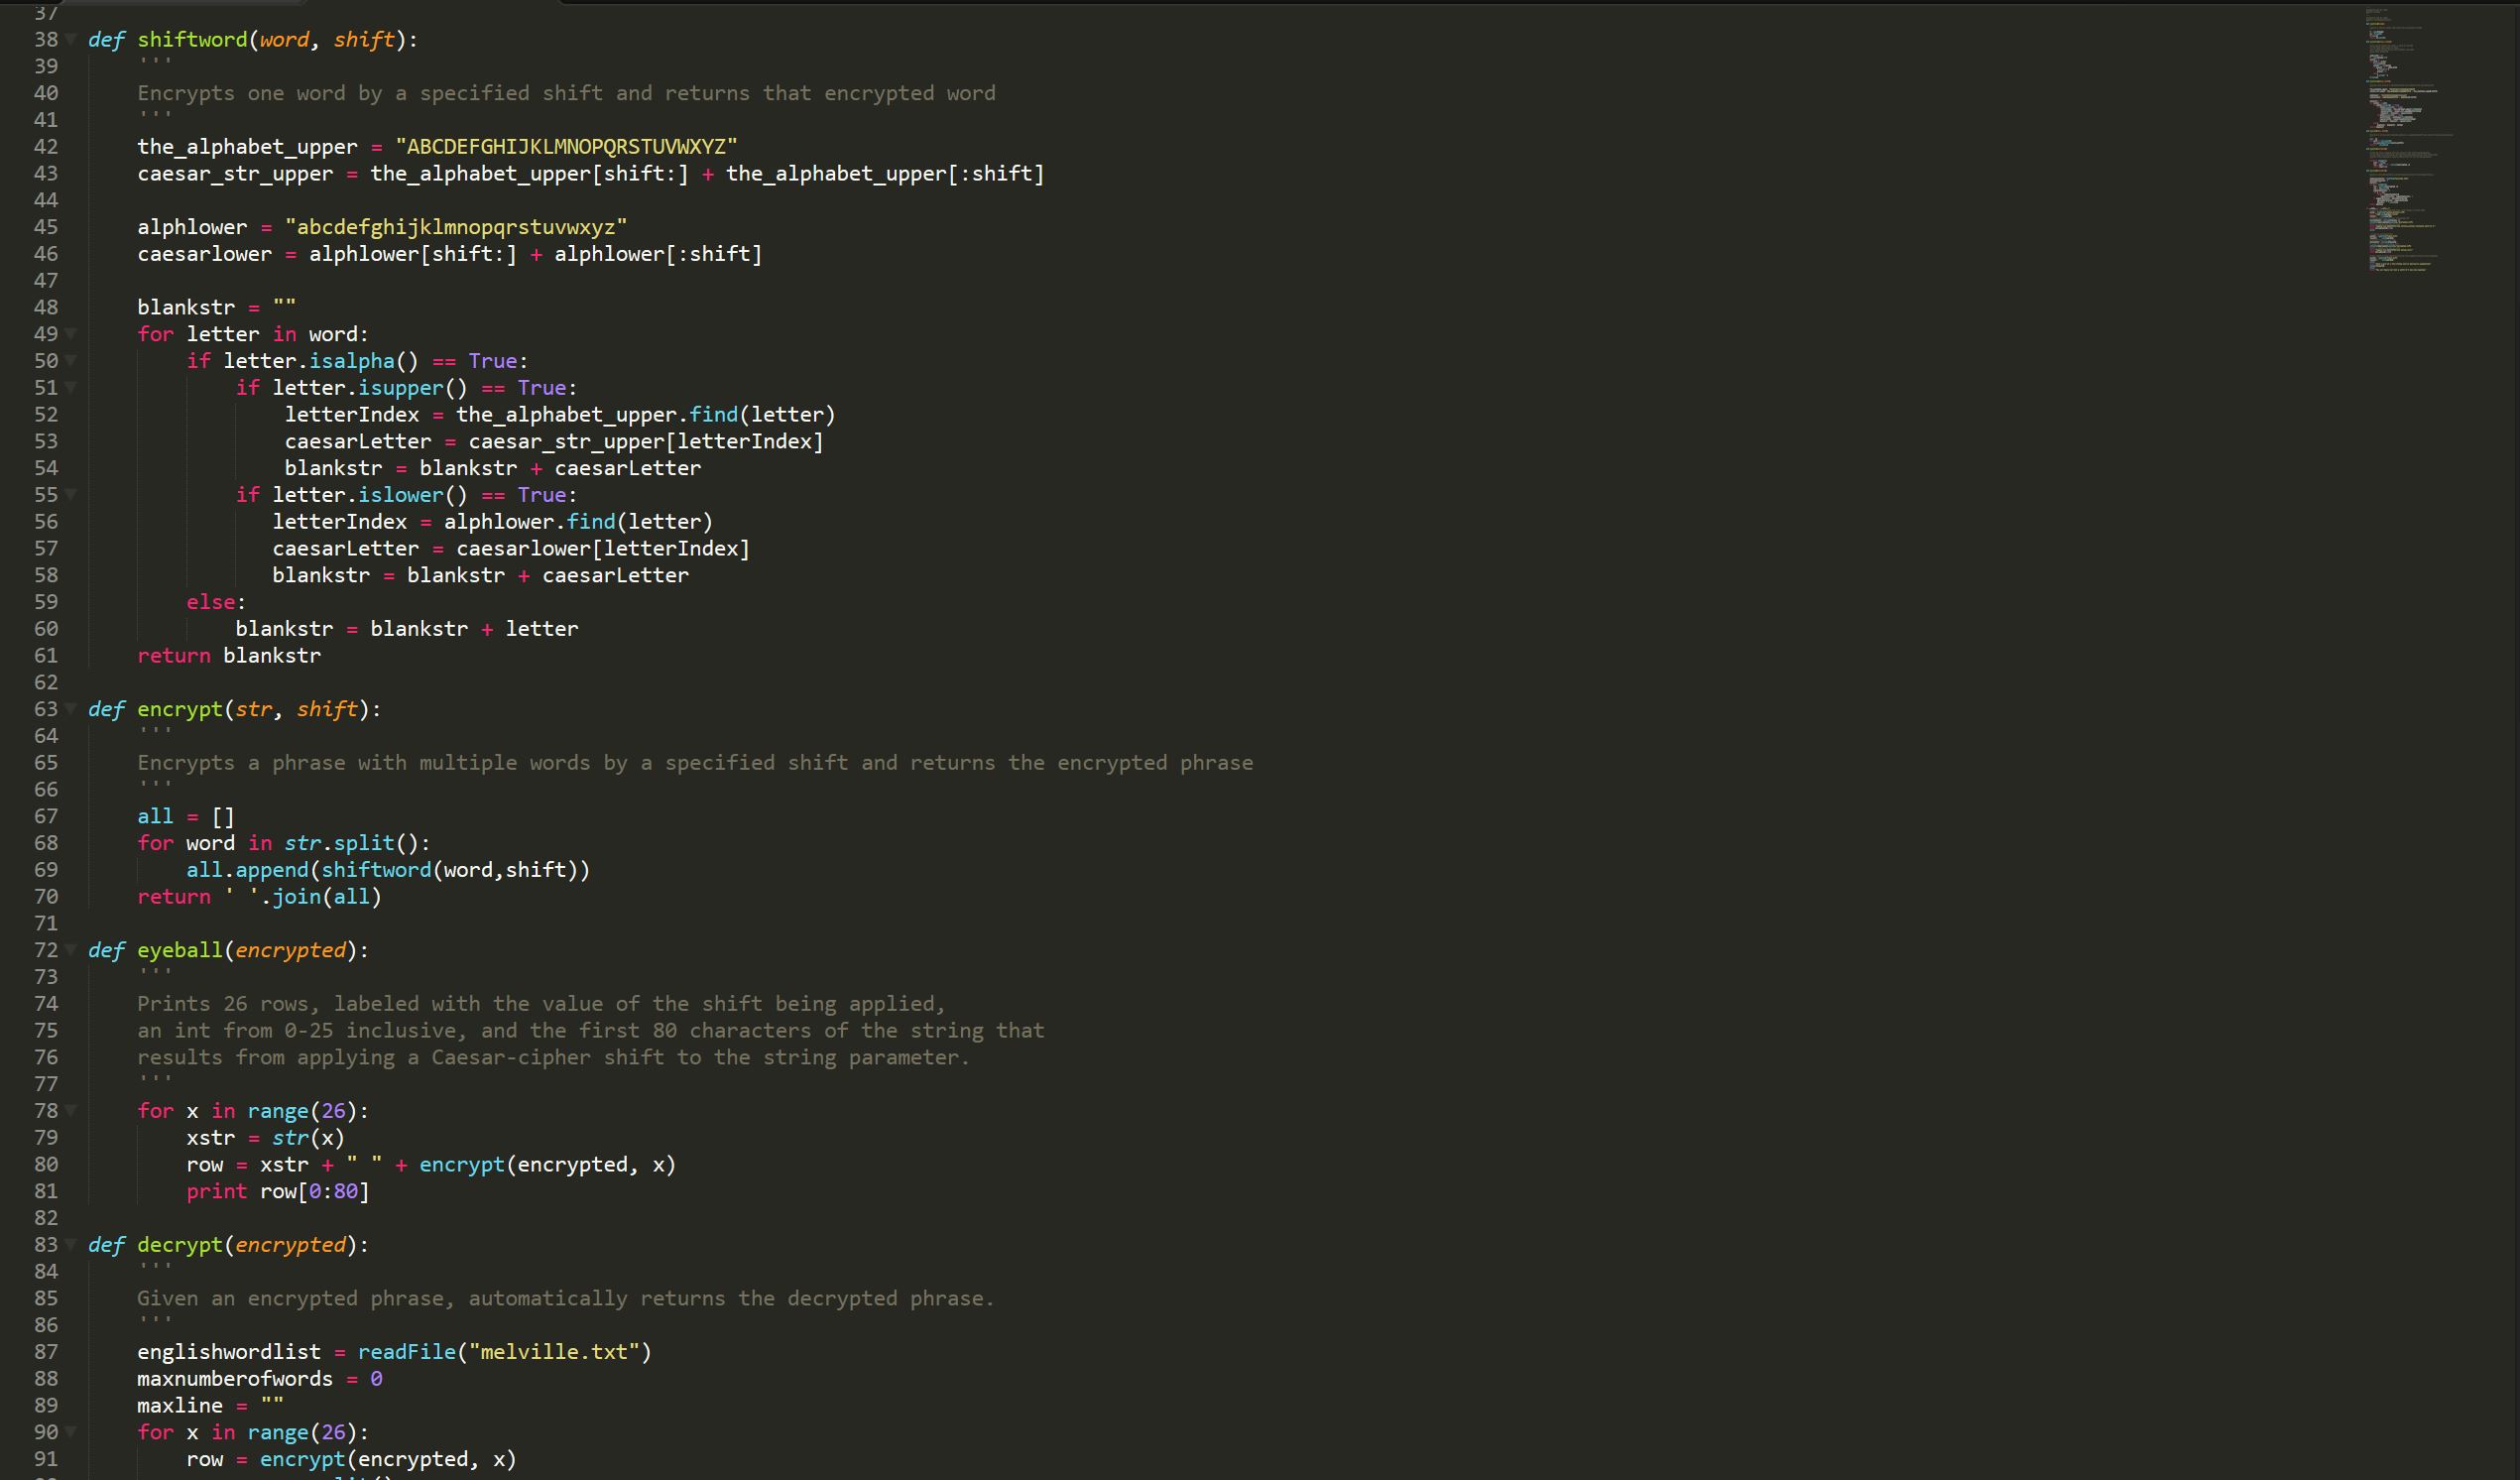 37
38 def shiftword(word, shift):
39     '''
40     Encrypts one word by a specified shift and returns that encrypted word
41     '''
42     the_alphabet_upper = "ABCDEFGHIJKLMNOPQRSTUVWXYZ"
43     caesar_str_upper = the_alphabet_upper[shift:] + the_alphabet_upper[:shift]
44
45     alphlower = "abcdefghijklmnopqrstuvwxyz"
46     caesarlower = alphlower[shift:] + alphlower[:shift]
47
48     blankstr = ""
49     for letter in word:
50         if letter.isalpha() == True:
51             if letter.isupper() == True:
52                 letterIndex = the_alphabet_upper.find(letter)
53                 caesarLetter = caesar_str_upper[letterIndex]
54                 blankstr = blankstr + caesarLetter
55             if letter.islower() == True:
56                letterIndex = alphlower.find(letter)
57                caesarLetter = caesarlower[letterIndex]
58                blankstr = blankstr + caesarLetter
59         else:
60             blankstr = blankstr + letter
61     return blankstr
62
63 def encrypt(str, shift):
64     '''
65     Encrypts a phrase with multiple words by a specified shift and returns the encrypted phrase
66     '''
67     all = []
68     for word in str.split():
69         all.append(shiftword(word,shift))
70     return ' '.join(all)
71
72 def eyeball(encrypted):
73     '''
74     Prints 26 rows, labeled with the value of the shift being applied,
75     an int from 0-25 inclusive, and the first 80 characters of the string that
76     results from applying a Caesar-cipher shift to the string parameter.
77     '''
78     for x in range(26):
79         xstr = str(x)
80         row = xstr + " " + encrypt(encrypted, x)
81         print row[0:80]
82
83 def decrypt(encrypted):
84     '''
85     Given an encrypted phrase, automatically returns the decrypted phrase.
86     '''
87     englishwordlist = readFile("melville.txt")
88     maxnumberofwords = 0
89     maxline = ""
90     for x in range(26):
91         row = encrypt(encrypted, x)